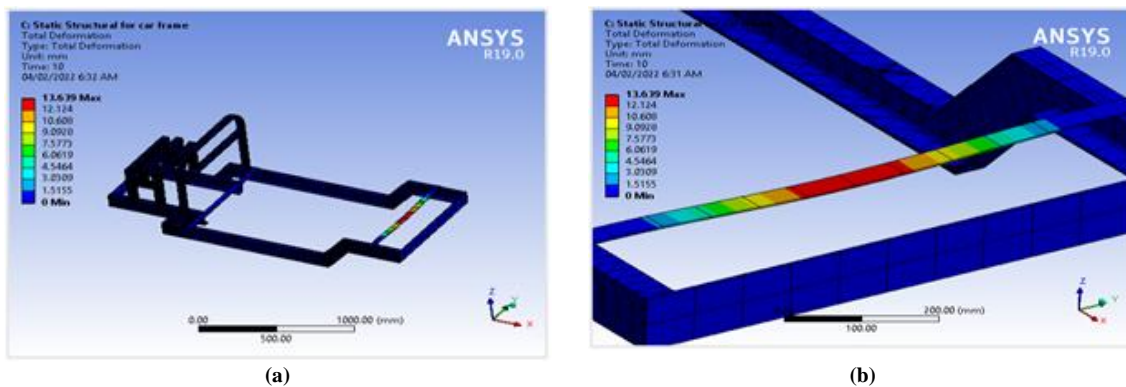 C: Static Structural for car frame
Total Deformation
Type: Total Deformation
Unit: mm
Time: 10
04/02/2022 6:32 AM
ANSYS
R19.0
13.639 Max
12.124
10.608
9.0928
7.5773
6.0619
4.5464
3.0309
1.5155
0 Min
0.00
1000.00 (mm)
500.00
Z
Y
X
(a)
C: Static Structural
Total Deformation
Type: Total Deformation
Unit: mm
Time: 10
04/02/2022 6:31 AM
ANSYS
R19.0
13.639 Max
12.124
10.608
9.0928
7.5773
6.0619
4.5464
3.0309
1.5155
0 Min
200.00 (mm)
100.00
Z
Y
X
(b)